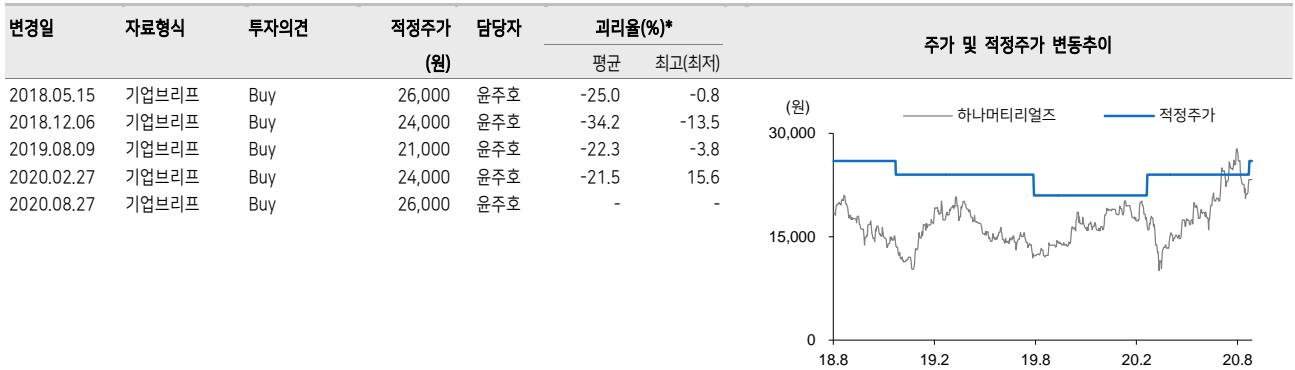 변경일 자료형식 투자의견 적정주가 담당자 괴리율(%)*
(원) 평균 최고(최저)
2018.05.15 기업브리프 Buy 26,000 윤주호 -25.0 -0.8
2018.12.06 기업브리프 Buy 24,000 윤주호 -34.2 -13.5
2019.08.09 기업브리프 Buy 21,000 윤주호 -22.3 -3.8
2020.02.27 기업브리프 Buy 24,000 윤주호 -21.5 15.6
2020.08.27 기업브리프 Buy 26,000 윤주호 - -
주가 및 적정주가 변동추이
(원)
하나머티리얼즈 적정주가
30,000
15,000
0
18.8 19.2 19.8 20.2 20.8